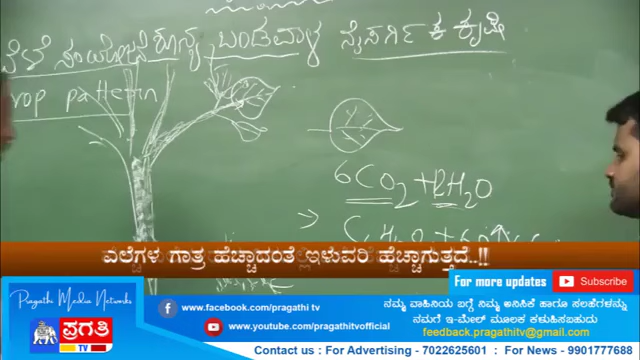 ಬೆಳೆ ಸಂಯೋಜನೆ ಶೂನ್ಯ ಬಂಡವಾಳ ನೈಸರ್ಗಿಕ ಕೃಷಿ
rop pattern
6CO2+12H2O
ಎಲೆಗಳ ಗಾತ್ರ ಹೆಚ್ಚಾದಂತೆ ಇಳುವರಿ ಹೆಚ್ಚಾಗುತ್ತದೆ..!!
For more updates Subscribe
Pragathi Media Networks
ಪ್ರಗತಿ
TV
www.facebook.com/pragathi tv
www.youtube.com/pragathitvofficial
ನಮ್ಮ ವಾಹಿನಿಯ ಬಗ್ಗೆ ನಿಮ್ಮ ಅನಿಸಿಕೆ ಹಾಗೂ ಸಲಹೆಗಳನ್ನು
ನಮಗೆ ಇ-ಮೇಲ್ ಮೂಲಕ ಕಳುಹಿಸಬಹುದು
feedback.pragathitv@gmail.com
Contact us : For Advertising - 7022625601 | For News - 9901777688